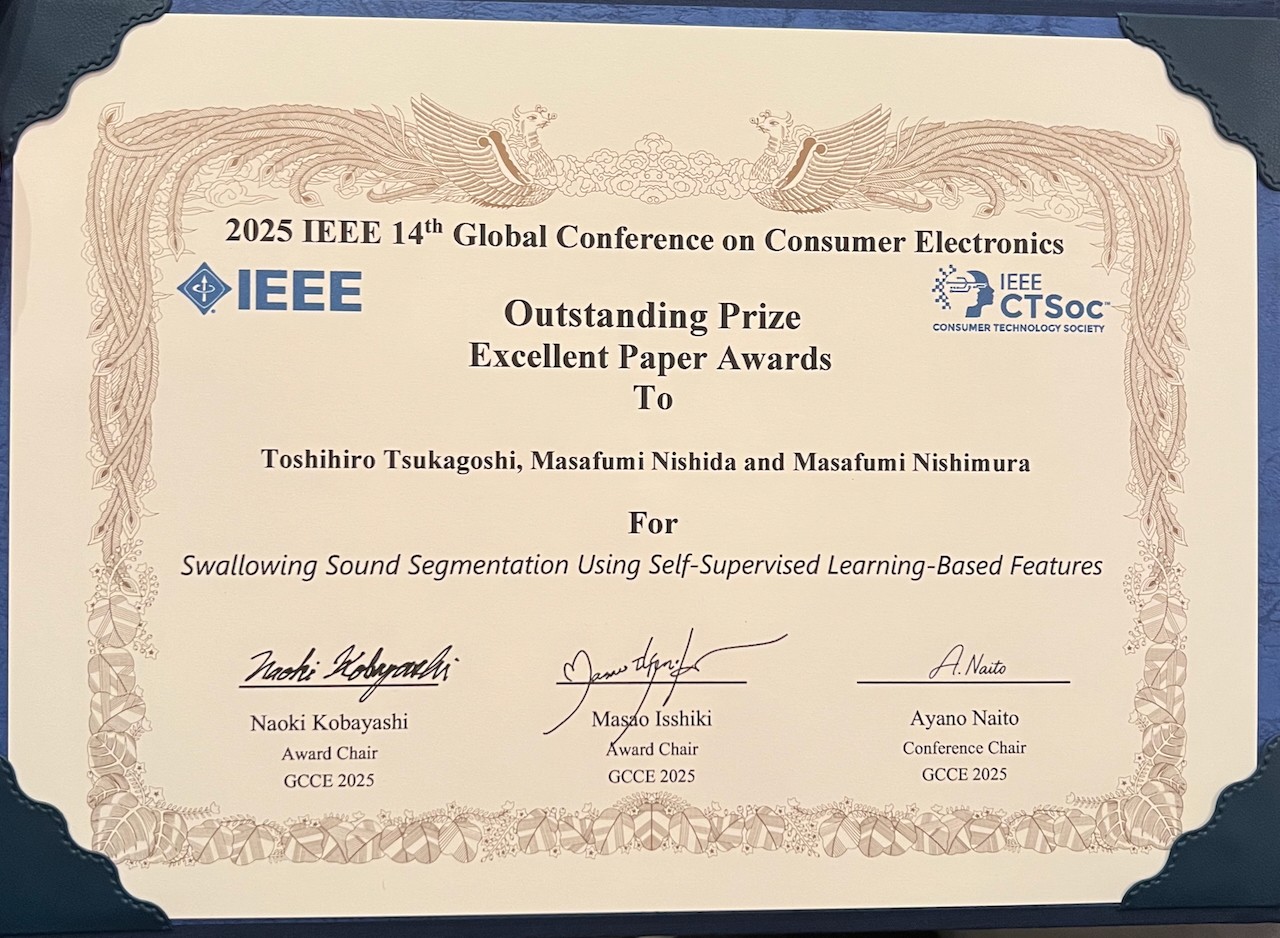 2025 IEEE 14th Global Conference on Consumer Electronics
IEEE
IEEE
CTSoc™
CONSUMER TECHNOLOGY SOCIETY
Outstanding Prize
Excellent Paper Awards
To
Toshihiro Tsukagoshi, Masafumi Nishida and Masafumi Nishimura
For
Swallowing Sound Segmentation Using Self-Supervised Learning-Based Features
Naoki Kobayashi
A. Naito
Naoki Kobayashi
Award Chair
GCCE 2025
Masao Isshiki
Award Chair
GCCE 2025
Ayano Naito
Conference Chair
GCCE 2025